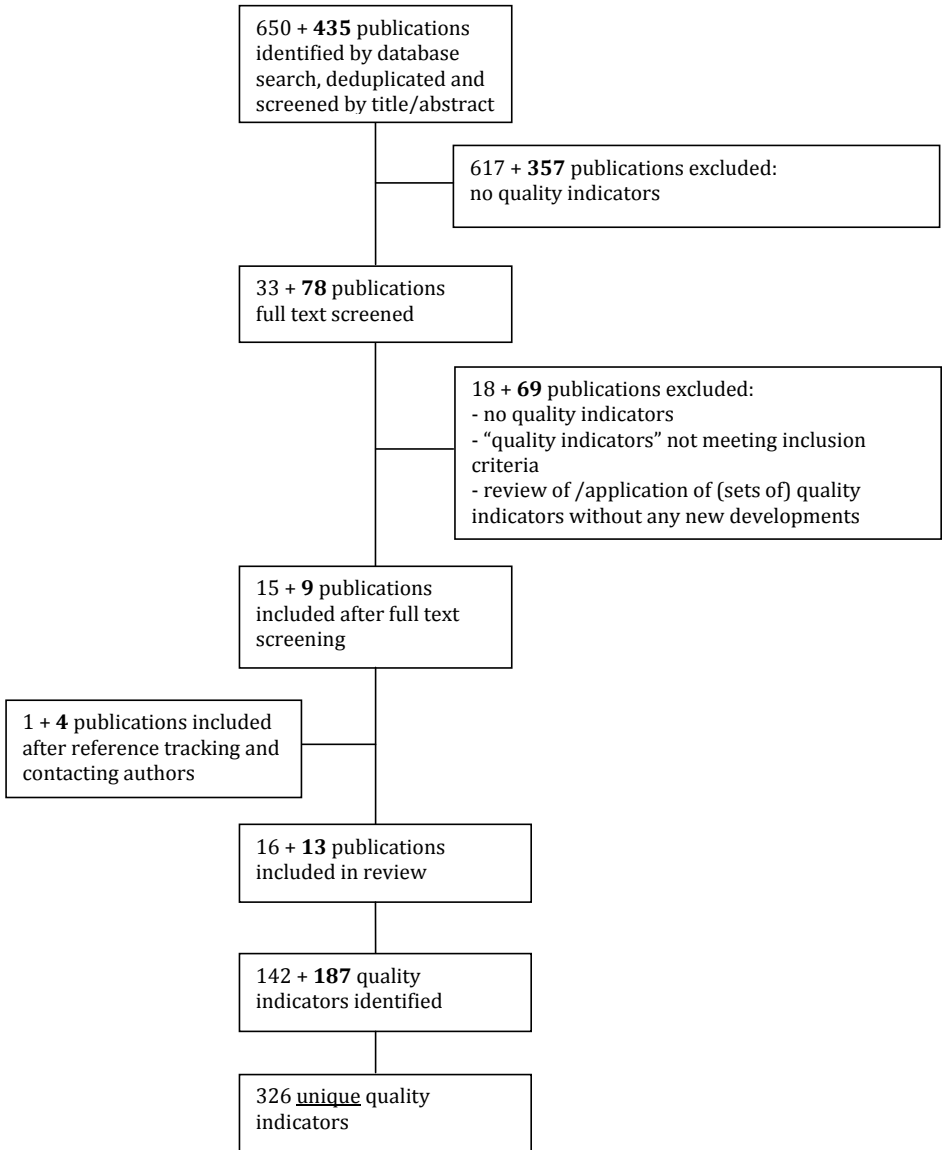 650 + 435 publications
identified by database
search, deduplicated and
screened by title/abstract
617 + 357 publications excluded:
no quality indicators
33 + 78 publications
full text screened
18 + 69 publications excluded:
- no quality indicators
- “quality indicators” not meeting inclusion
criteria
- review of /application of (sets of) quality
indicators without any new developments
15 + 9 publications
included after full text
screening
1 + 4 publications included
after reference tracking and
contacting authors
16 + 13 publications
included in review
142 + 187 quality
indicators identified
326 unique quality
indicators